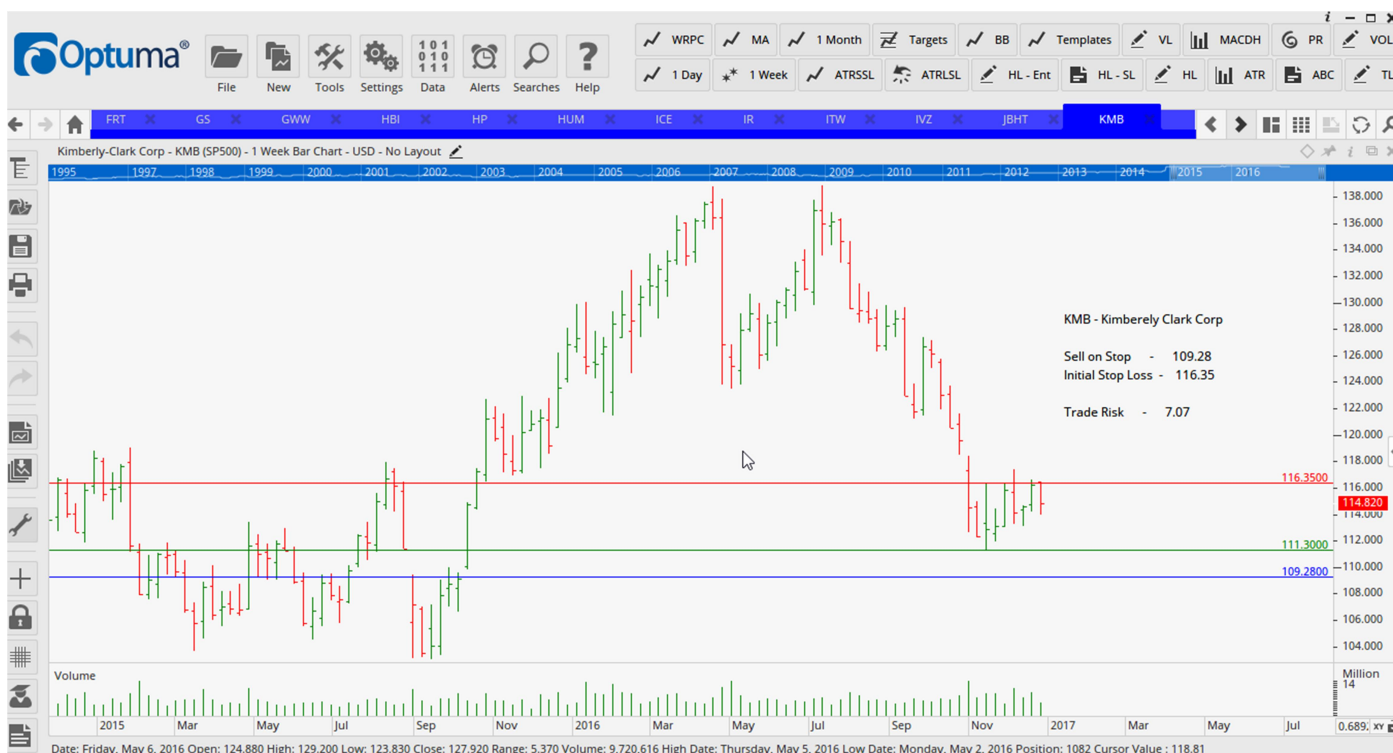 i
Optuma®
WRPC MA 1 Month Targets BB Templates VL MACDH PR VOL
1 Day 1 Week ATRSSL ATRLSL HL - Ent HL - SL HL ATR ABC TL
101
010
111
File New Tools Settings Data Alerts Searches Help
FRT GS GWW HBI HP HUM ICE IR ITW IVZ JBHT KMB
Kimberly-Clark Corp - KMB (SP500) - 1 Week Bar Chart - USD - No Layout
1995 1997 1998 1999 2000 2001 2002 2003 2004 2005 2006 2007 2008 2009 2010 2011 2012 2013 2014 2015 2016
138.000
136.000
134.000
132.000
130.000
128.000
126.000
124.000
122.000
120.000
118.000
116.000
114.820
114.000
112.000
110.000
108.000
106.000
104.000
KMB - Kimberely Clark Corp
Sell on Stop - 109.28
Initial Stop Loss - 116.35
Trade Risk - 7.07
116.3500
111.3000
109.2800
Volume
Million
14
2015 Mar May Jul Sep Nov 2016 Mar May Jul Sep Nov 2017 Mar May Jul
XY
Date: Friday, May 6, 2016 Open: 124.880 High: 129.200 Low: 123.830 Close: 127.920 Range: 5.370 Volume: 9,720,616 High Date: Thursday, May 5, 2016 Low Date: Monday, May 2, 2016 Position: 1082 Cursor Value : 118.81